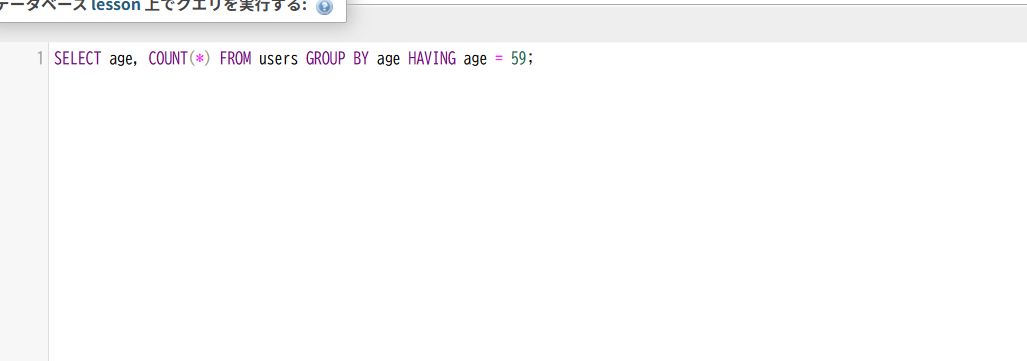 データベース lesson 上でクエリを実行する:
1 SELECT age, COUNT(*) FROM users GROUP BY age HAVING age = 59;